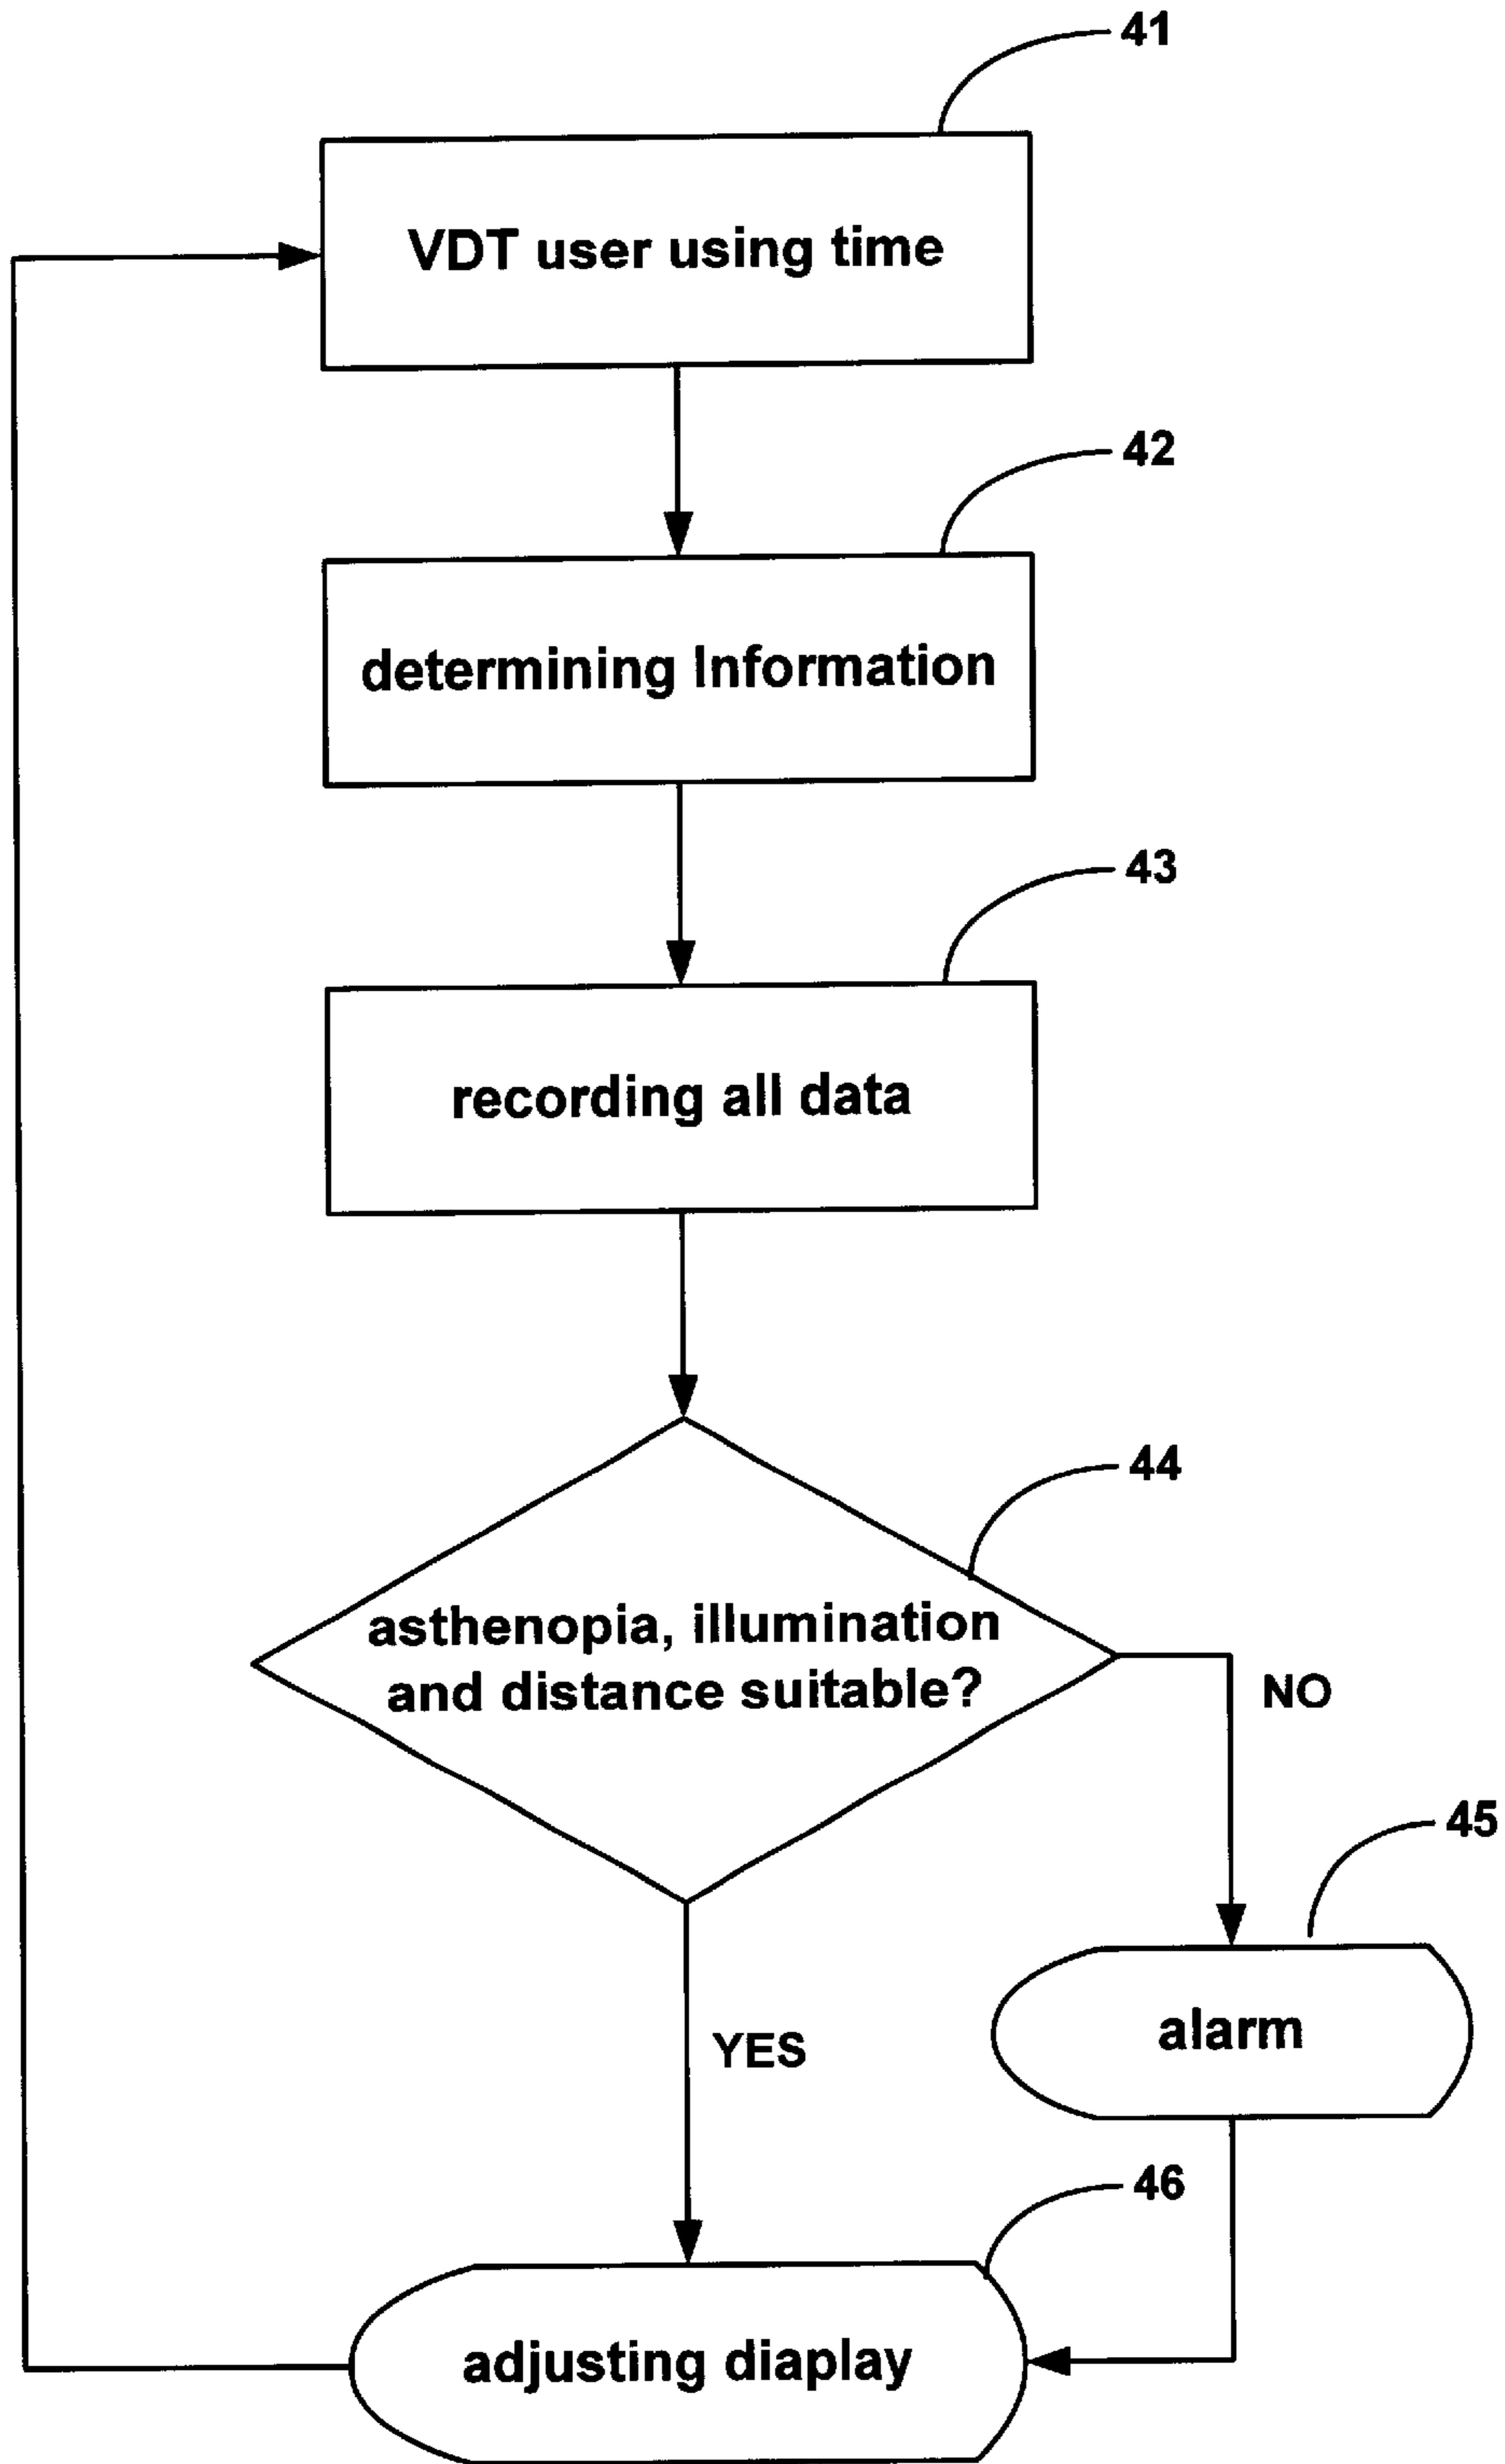 41
VDT user using time
42
determining Information
43
recording all data
44
asthenopia, illumination
and distance suitable?
NO
45
alarm
YES
46
adjusting diaplay